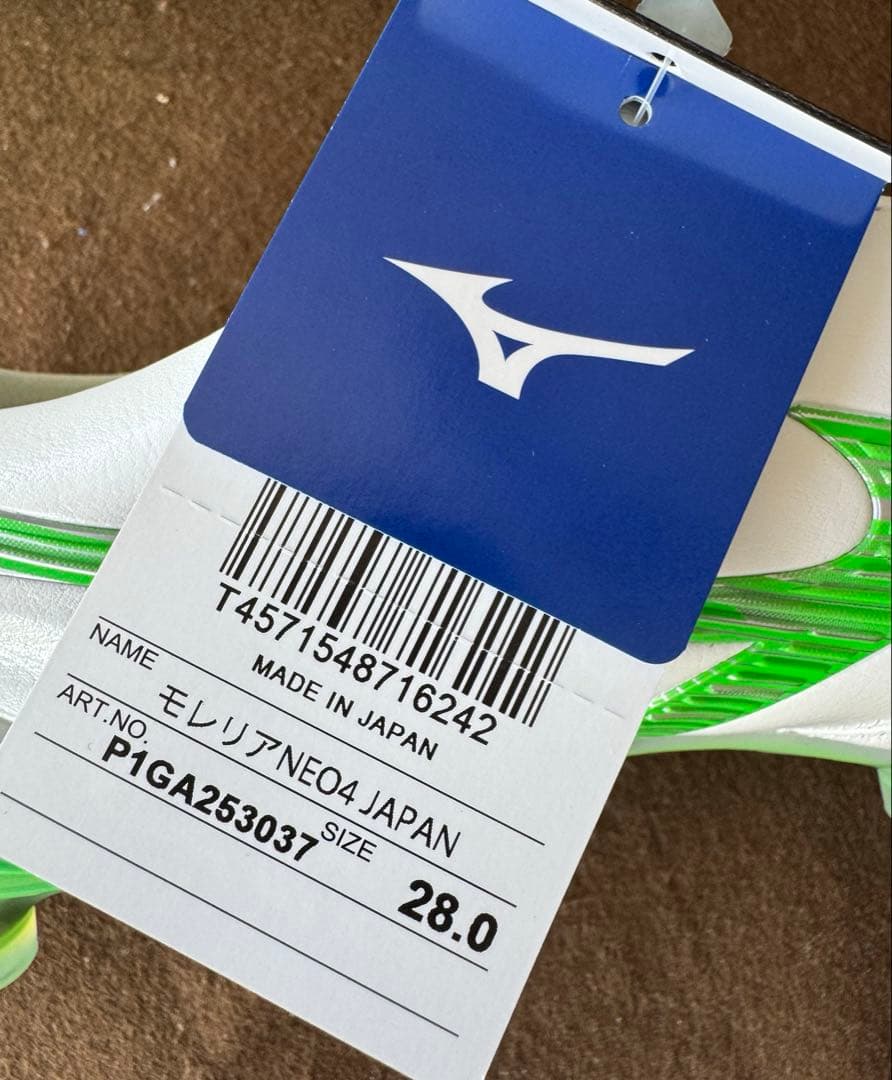 T4571548716242
MADE IN JAPAN
NAME
モレリアNEO4 JAPAN
ART.NO.
P1GA253037
SIZE
28.0